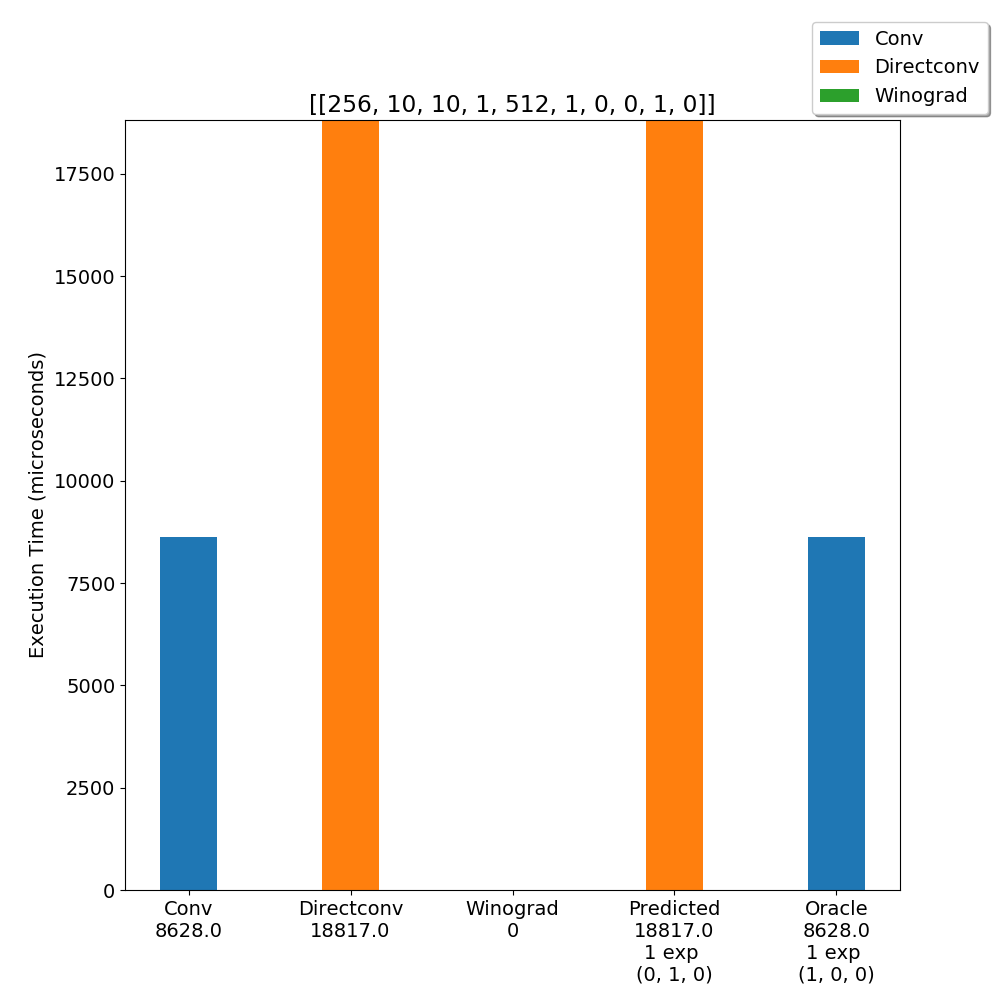 Conv
Directconv
Winograd
[[256, 10, 10, 1, 512, 1, 0, 0, 1, 0]]
Execution Time (microseconds)
17500
15000
12500
10000
7500
5000
2500
0
Conv
8628.0
Directconv
18817.0
Winograd
0
Predicted
18817.0
1 exp
(0, 1, 0)
Oracle
8628.0
1 exp
(1, 0, 0)